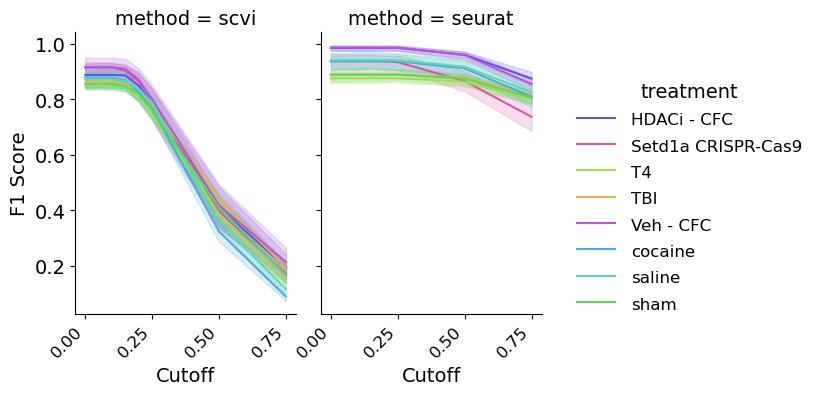 method = scvi
method = seurat
F1 Score
1.0
0.8
0.6
0.4
0.2
0.00
0.25
0.50
0.75
Cutoff
0.00
0.25
0.50
0.75
Cutoff
treatment
HDACi - CFC
Setd1a CRISPR-Cas9
T4
TBI
Veh - CFC
cocaine
saline
sham